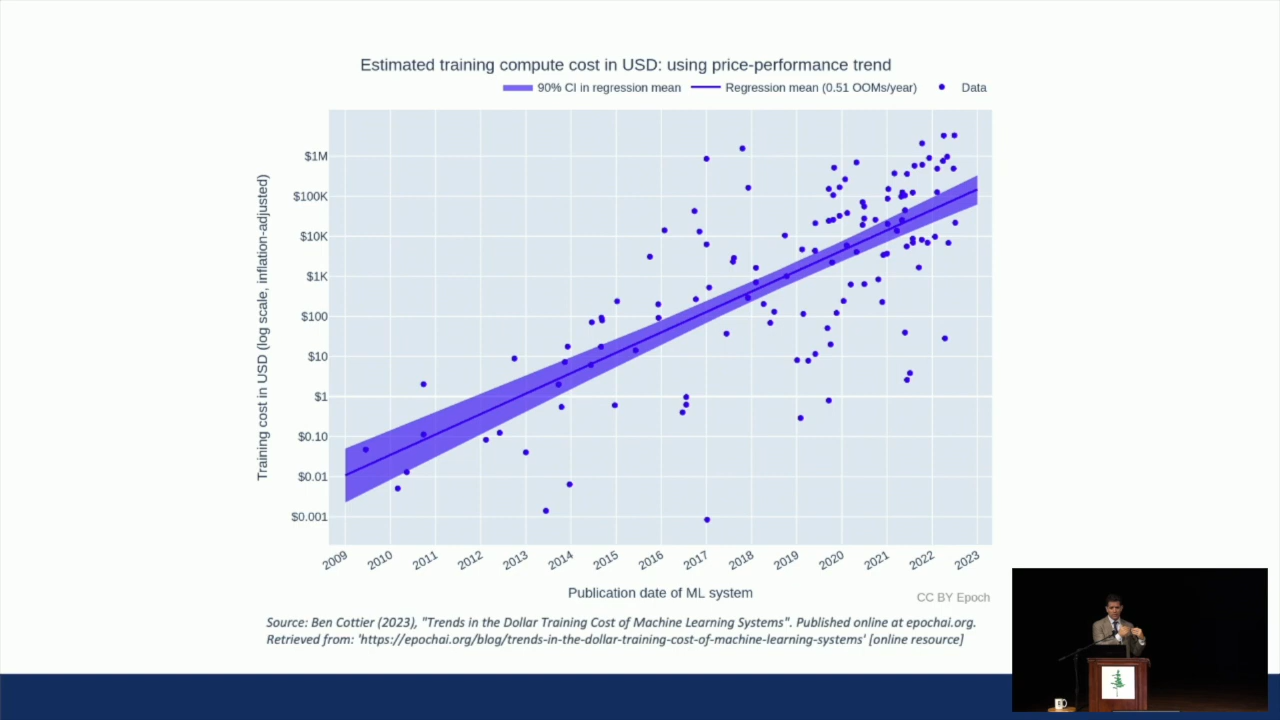 Estimated training compute cost in USD: using price-performance trend
90% CI in regression mean
Regression mean (0.51 OOMs/year)
Data
Training cost in USD (log scale, inflation-adjusted)
$1M
$100K
$10K
$1K
$100
$10
$1
$0.10
$0.01
$0.001
2009
2010
2011
2012
2013
2014
2015
2016
2017
2018
2019
2020
2021
2022
2023
Publication date of ML system
CC BY Epoch
Source: Ben Cottier (2023), "Trends in the Dollar Training Cost of Machine Learning Systems". Published online at epochai.org.
Retrieved from: 'https://epochai.org/blog/trends-in-the-dollar-training-cost-of-machine-learning-systems' [online resource]